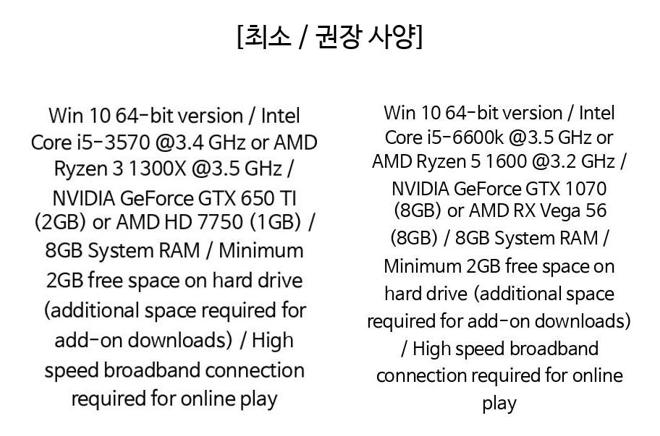 [최소 / 권장 사양]
Win 10 64-bit version / Intel
Core i5-3570 @3.4 GHz or AMD
Ryzen 3 1300X @3.5 GHz /
NVIDIA GeForce GTX 650 TI
(2GB) or AMD HD 7750 (1GB) /
8GB System RAM / Minimum
2GB free space on hard drive
(additional space required for
add-on downloads) / High
speed broadband connection
required for online play
Win 10 64-bit version / Intel
Core i5-6600k @3.5 GHz or
AMD Ryzen 5 1600 @3.2 GHz /
NVIDIA GeForce GTX 1070
(8GB) or AMD RX Vega 56
(8GB) / 8GB System RAM /
Minimum 2GB free space on
hard drive (additional space
required for add-on downloads)
/ High speed broadband
connection required for online
play